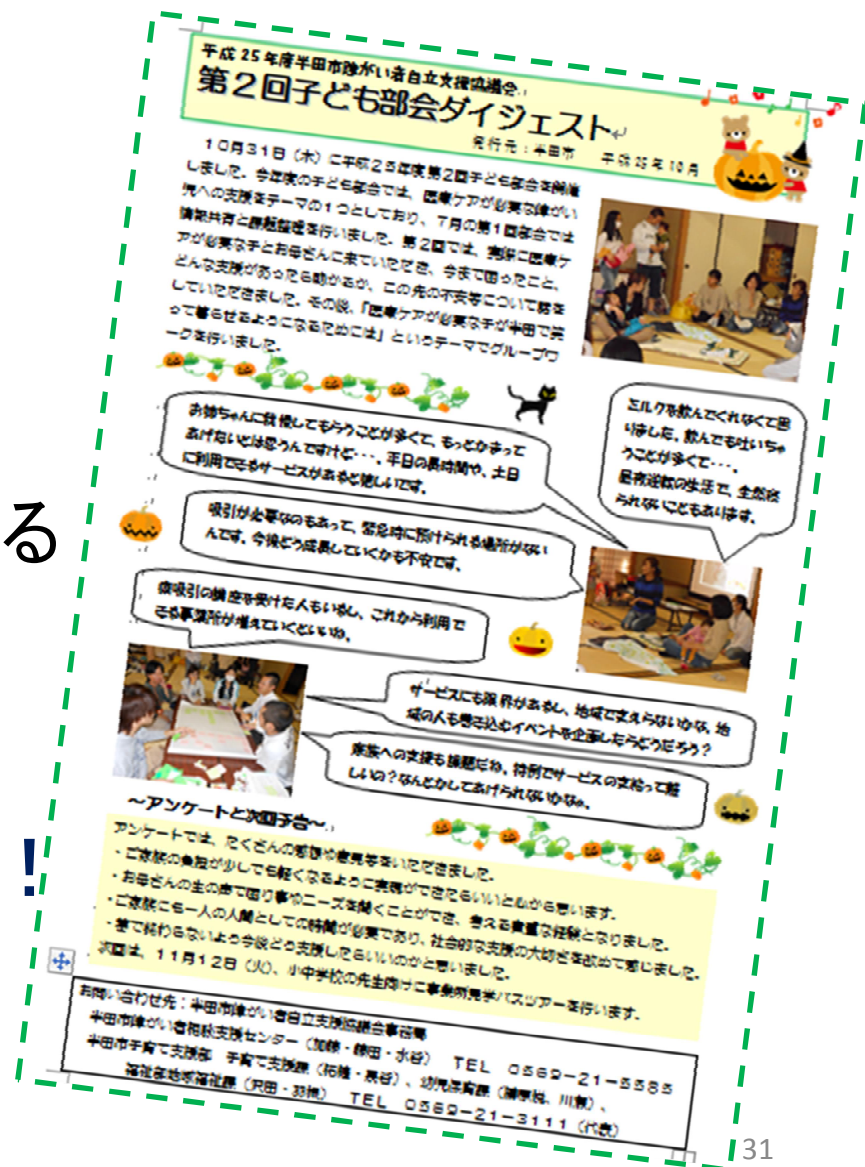 平成25年度半田市障がい者自立支援協議会
第2回子ども部会ダイジェスト
発行元：半田市　平成25年10月
　10月31日（木）に平成25年度第2回子ども部会を開催
しました。今年度の子ども部会では、医療ケアが必要な障がい
児への支援をテーマの1つとしており、7月の第1回部会では
情報共有と課題整理を行いました。第2回では、実際に医療ケ
アが必要な子とお母さんに来ていただき、今まで困ったこと、
どんな支援があったら助かるか、この先の不安等について話を
していただきました。その後、「医療ケアが必要な子が半田で笑
って暮らせるようになるためには」というテーマでグループワ
ークを行いました。
お姉ちゃんに我慢してもらうことが多くて、もっとかまって
あげたいとは思うんですけど・・・。平日の長時間や、土日
に利用できるサービスがあると嬉しいです。
ミルクを飲んでくれなくて困
りました。飲んでも吐いちゃ
うことが多くて・・・。
昼夜逆転の生活で、全然寝
られないこともあります。
る
吸引が必要なのもあって、緊急時に預けられる場所がない
んです。今後どう成長していくかも不安です。
痰吸引の講座を受けた人もいるし、これから利用で
きる事業所が増えていくといいね。
サービスにも限界があるし、地域で支えらないかな。地
域の人も巻き込むイベントを企画したらどうだろう？
家族への支援も課題だね。特例でサービスの支給って難
しいの？なんとかしてあげられないかなぁ。
～アンケートと次回予告～
！
アンケートでは、たくさんの感想や意見等をいただきました。
・ご家族の負担が少しでも軽くなるように実現ができたらいいと心から思います。
・お母さんの生の声で困り事やニーズを聞くことができ、考える貴重な経験となりました。
・ご家族にも一人の人間としての時間が必要であり、社会的な支援の大切さを改めて感じました。
・夢で終わらないよう今後どう支援したらいいのかと思いました。
次回は、11月12日（火）、小中学校の先生向けに事業所見学バスツアーを行います。
お問い合わせ先：半田市障がい者自立支援協議会事務局
半田市障がい者相談支援センター（加藤・ 田・水谷）　TEL　0569-21-5585
半田市子育て支援部　子育て支援課（ ・ 谷）、幼児保育課（榊原 、川瀬）、
福祉部地域福祉課（沢田・ ）　TEL　0569-21-3111（代表）
31